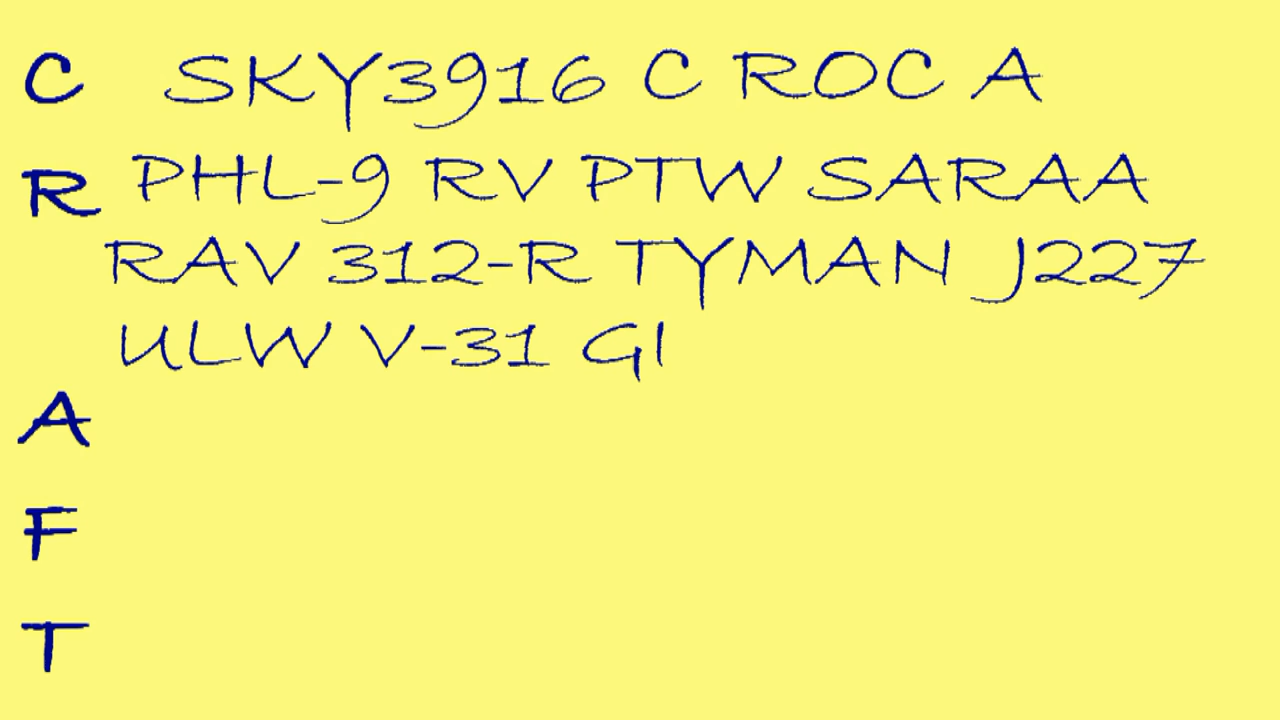 C SKY3916 C ROC A
R PHL-9 RV PTW SARAA
RAV 312-R TYMAN J227
ULW V-31 GI
A
F
T